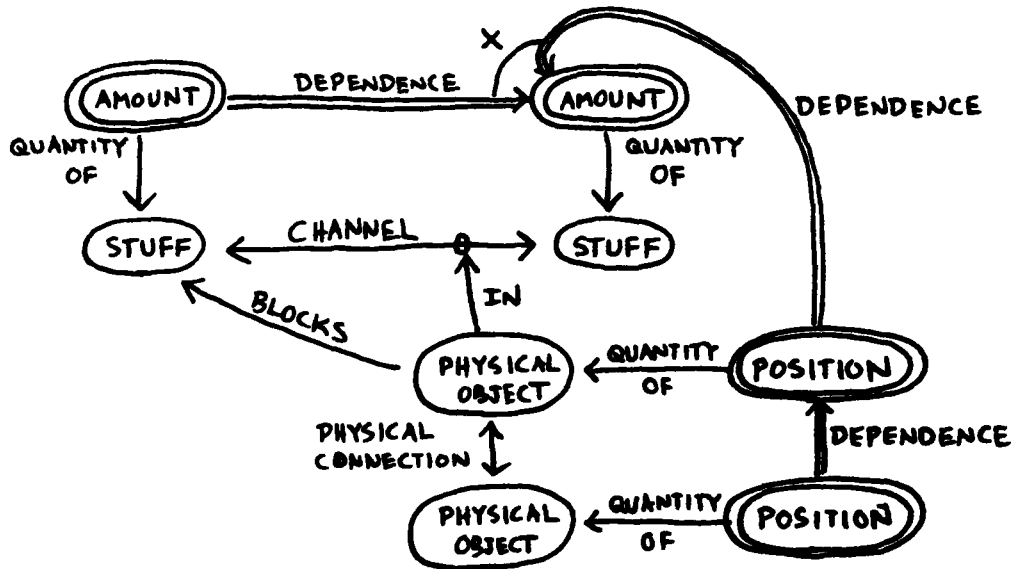 X
AMOUNT
DEPENDENCE
AMOUNT
DEPENDENCE
QUANTITY
OF
QUANTITY
OF
STUFF
CHANNEL
STUFF
BLOCKS
IN
PHYSICAL
OBJECT
QUANTITY
OF
POSITION
PHYSICAL
CONNECTION
DEPENDENCE
PHYSICAL
OBJECT
QUANTITY
OF
POSITION